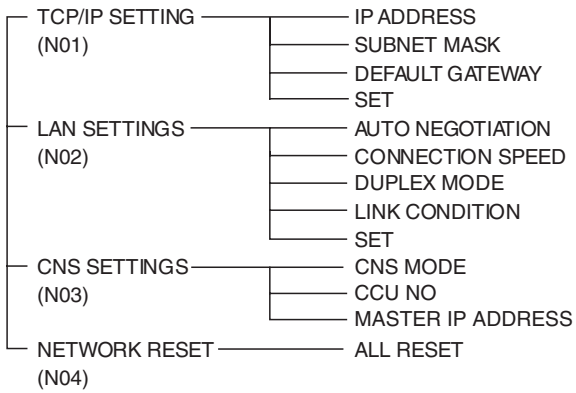 TCP/IP SETTING IP ADDRESS
(N01) SUBNET MASK
DEFAULT GATEWAY
SET
LAN SETTINGS AUTO NEGOTIATION
(N02) CONNECTION SPEED
DUPLEX MODE
LINK CONDITION
SET
CNS SETTINGS CNS MODE
(N03) CCU NO
MASTER IP ADDRESS
NETWORK RESET ALL RESET
(N04)